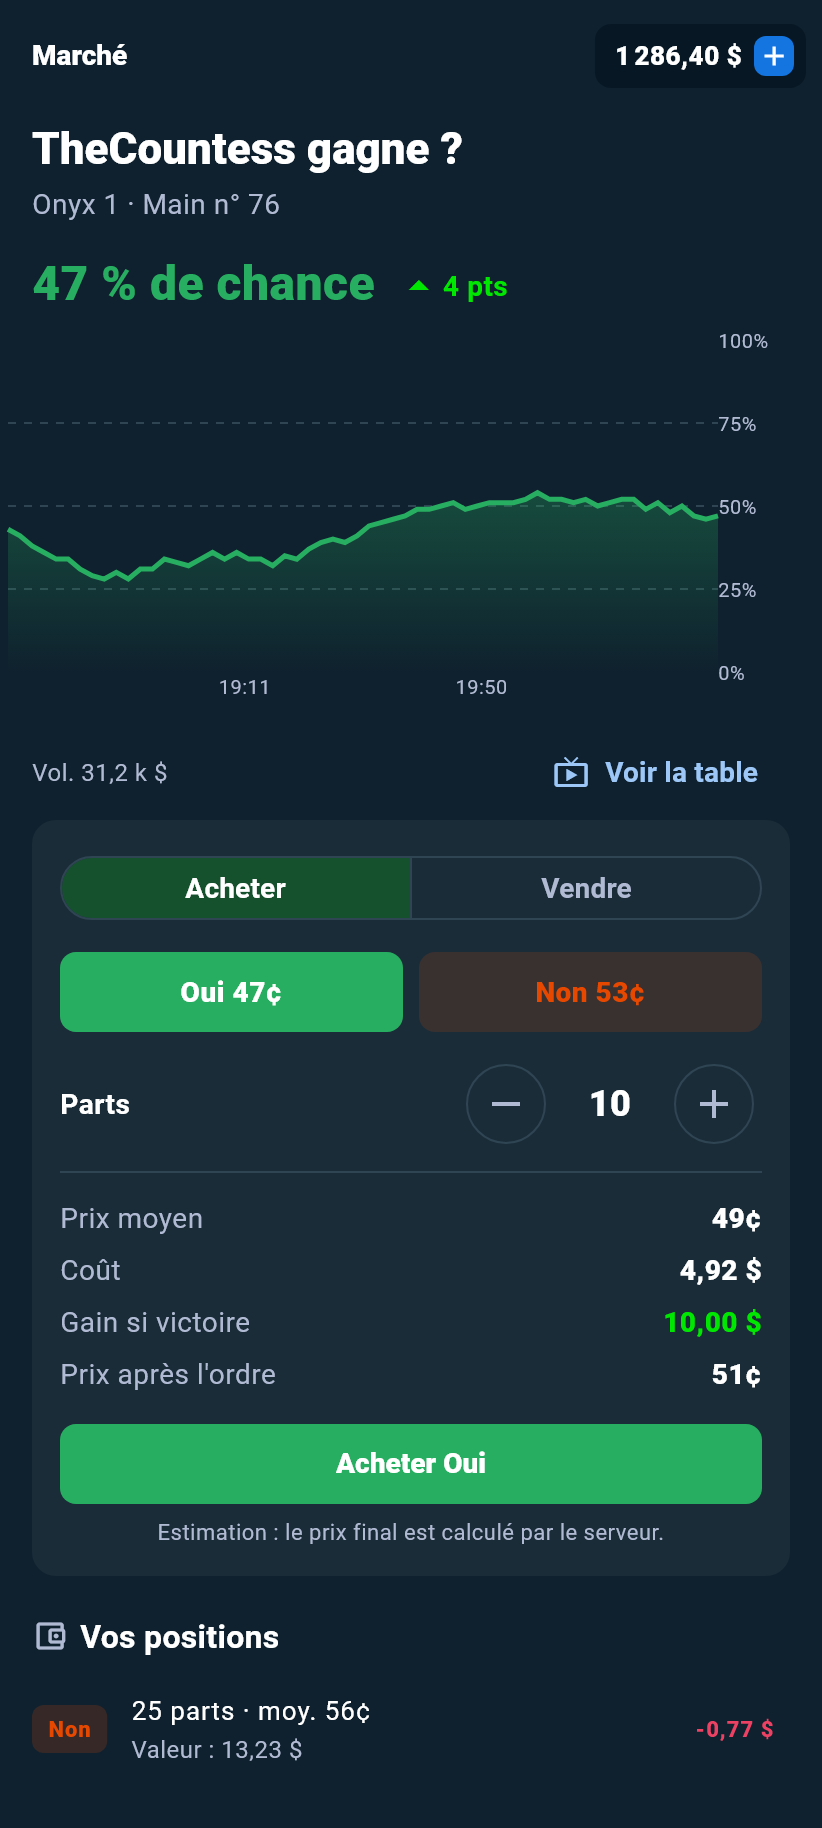 Marché
1 286,40 $
TheCountess gagne ?
Onyx 1 · Main n° 76
47 % de chance
4 pts
100%
75%
50%
25%
0%
19:11
19:50
Vol. 31,2 k $
Voir la table
Acheter
Vendre
Oui 47¢
Non 53¢
Parts
10
Prix moyen
49¢
Coût
4,92 $
Gain si victoire
10,00 $
Prix après l'ordre
51¢
Acheter Oui
Estimation : le prix final est calculé par le serveur.
Vos positions
Non
25 parts · moy. 56¢
Valeur : 13,23 $
-0,77 $